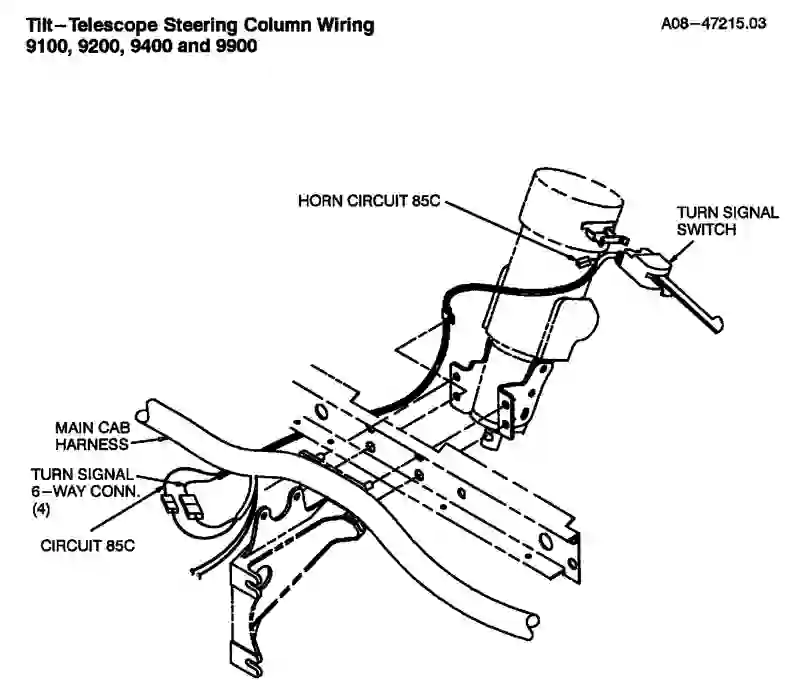 Tilt–Telescope Steering Column Wiring
9100, 9200, 9400 and 9900
A08–47215.03
HORN CIRCUIT 85C
TURN SIGNAL
SWITCH
MAIN CAB
HARNESS
TURN SIGNAL
6–WAY CONN.
(4)
CIRCUIT 85C